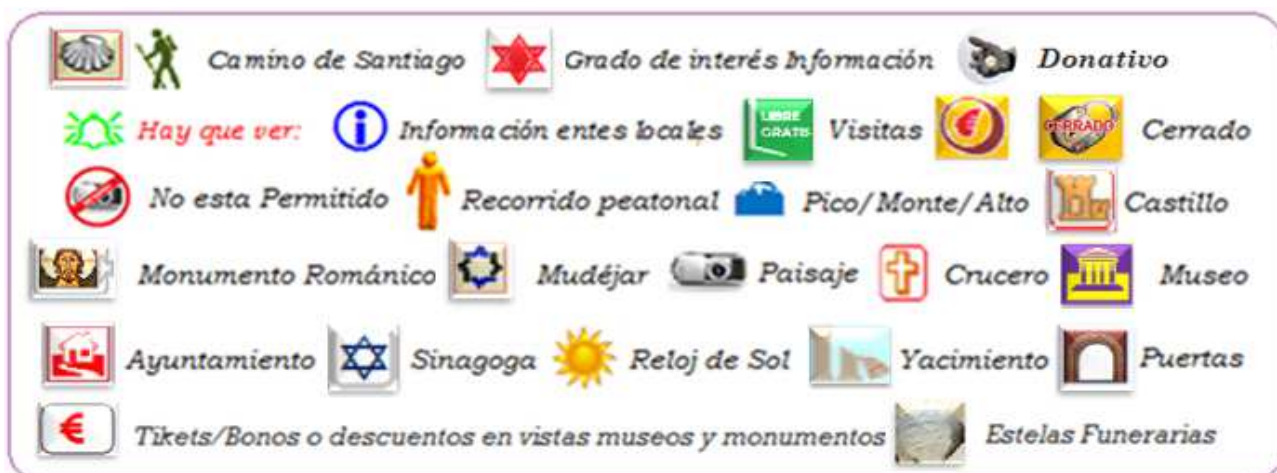 Camino de Santiago Grado de interés Información Donativo
Hay que ver: i Información entes locales LIBRE GRATIS Visitas € CERRADO Cerrado
No esta Permitido Recorrido peatonal Pico/Monte/Alto Castillo
Monumento Románico Mudéjar Paisaje Crucero Museo
Ayuntamiento Sinagoga Reloj de Sol Yacimiento Puertas
€ Tikets/Bonos o descuentos en vistas museos y monumentos Estelas Funerarias